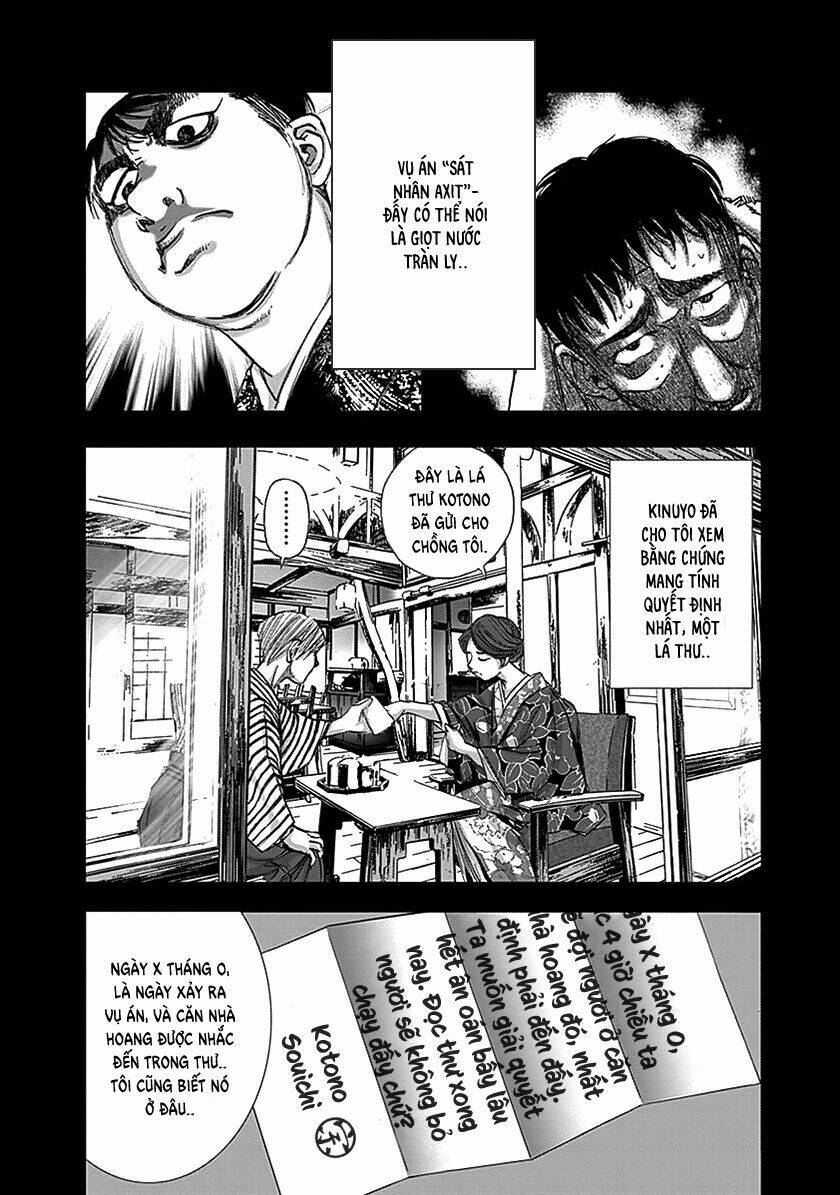 VỤ ÁN "SÁT
NHÂN AXIT"-
ĐẤY CÓ THỂ NÓI
LÀ GIỌT NƯỚC
TRÀN LY..
KINUYO ĐÃ
CHO TÔI XEM
BẰNG CHỨNG
MANG TÍNH
QUYẾT ĐỊNH
NHẤT, MỘT
LÁ THƯ..
ĐÂY LÀ LÁ
THƯ KOTONO
ĐÃ GỬI CHO
CHỒNG TÔI.
........
gày X tháng 0,
c 4 giờ chiều ta
đợi ngươi ở căn
hà hoang đó, nhất
định phải đến đấy.
Ta muốn giải quyết
hết ân oán bấy lâu
nay. Đọc thư xong
ngươi sẽ không bỏ
chạy đấy chứ?
Kotono
Souichi
NGÀY X THÁNG 0,
LÀ NGÀY XẢY RA
VỤ ÁN, VÀ CĂN NHÀ
HOANG ĐƯỢC NHẮC
ĐẾN TRONG THƯ..
TÔI CŨNG BIẾT NÓ
Ở ĐÂU..